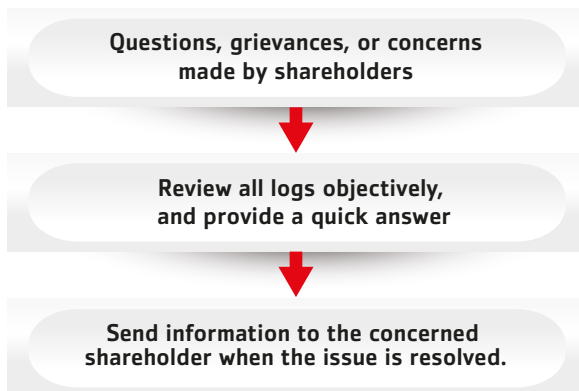 Questions, grievances, or concerns
made by shareholders
Review all logs objectively,
and provide a quick answer
Send information to the concerned
shareholder when the issue is resolved.